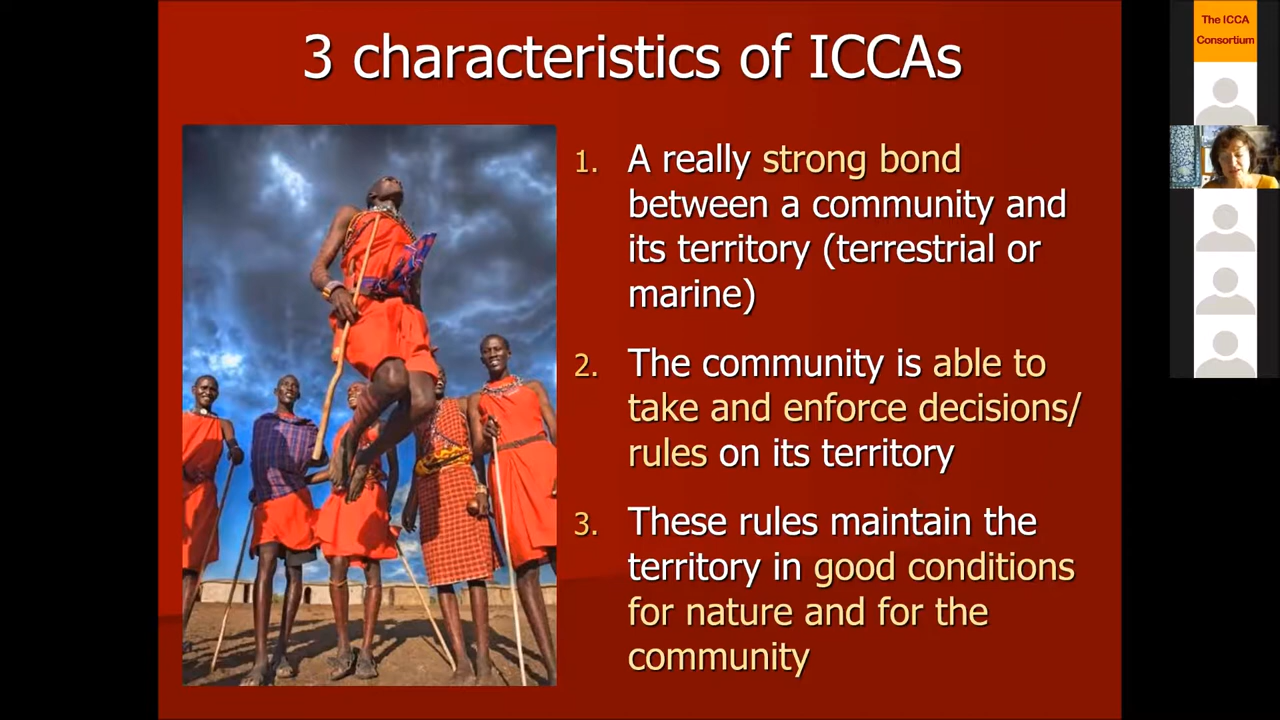 3 characteristics of ICCAs
1. A really strong bond
between a community and
its territory (terrestrial or
marine)
2. The community is able to
take and enforce decisions/
rules on its territory
3. These rules maintain the
territory in good conditions
for nature and for the
community
The ICCA
Consortium